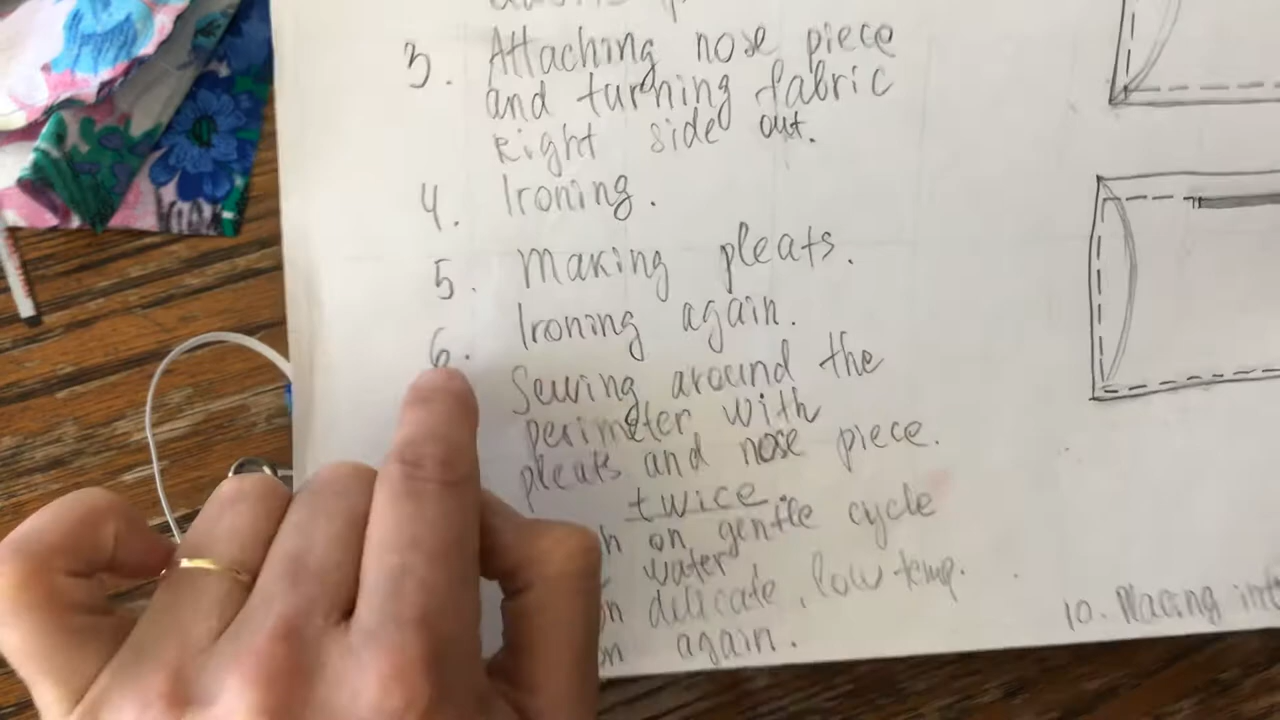 3. Attaching nose piece
and turning fabric
Right side out.
4. Ironing.
5. Making pleats.
6. Ironing again.
Sewing around the
perimeter with
pleats and nose piece.
twice.
on gentle cycle
water
delicate, low temp.
again.
10. Placing